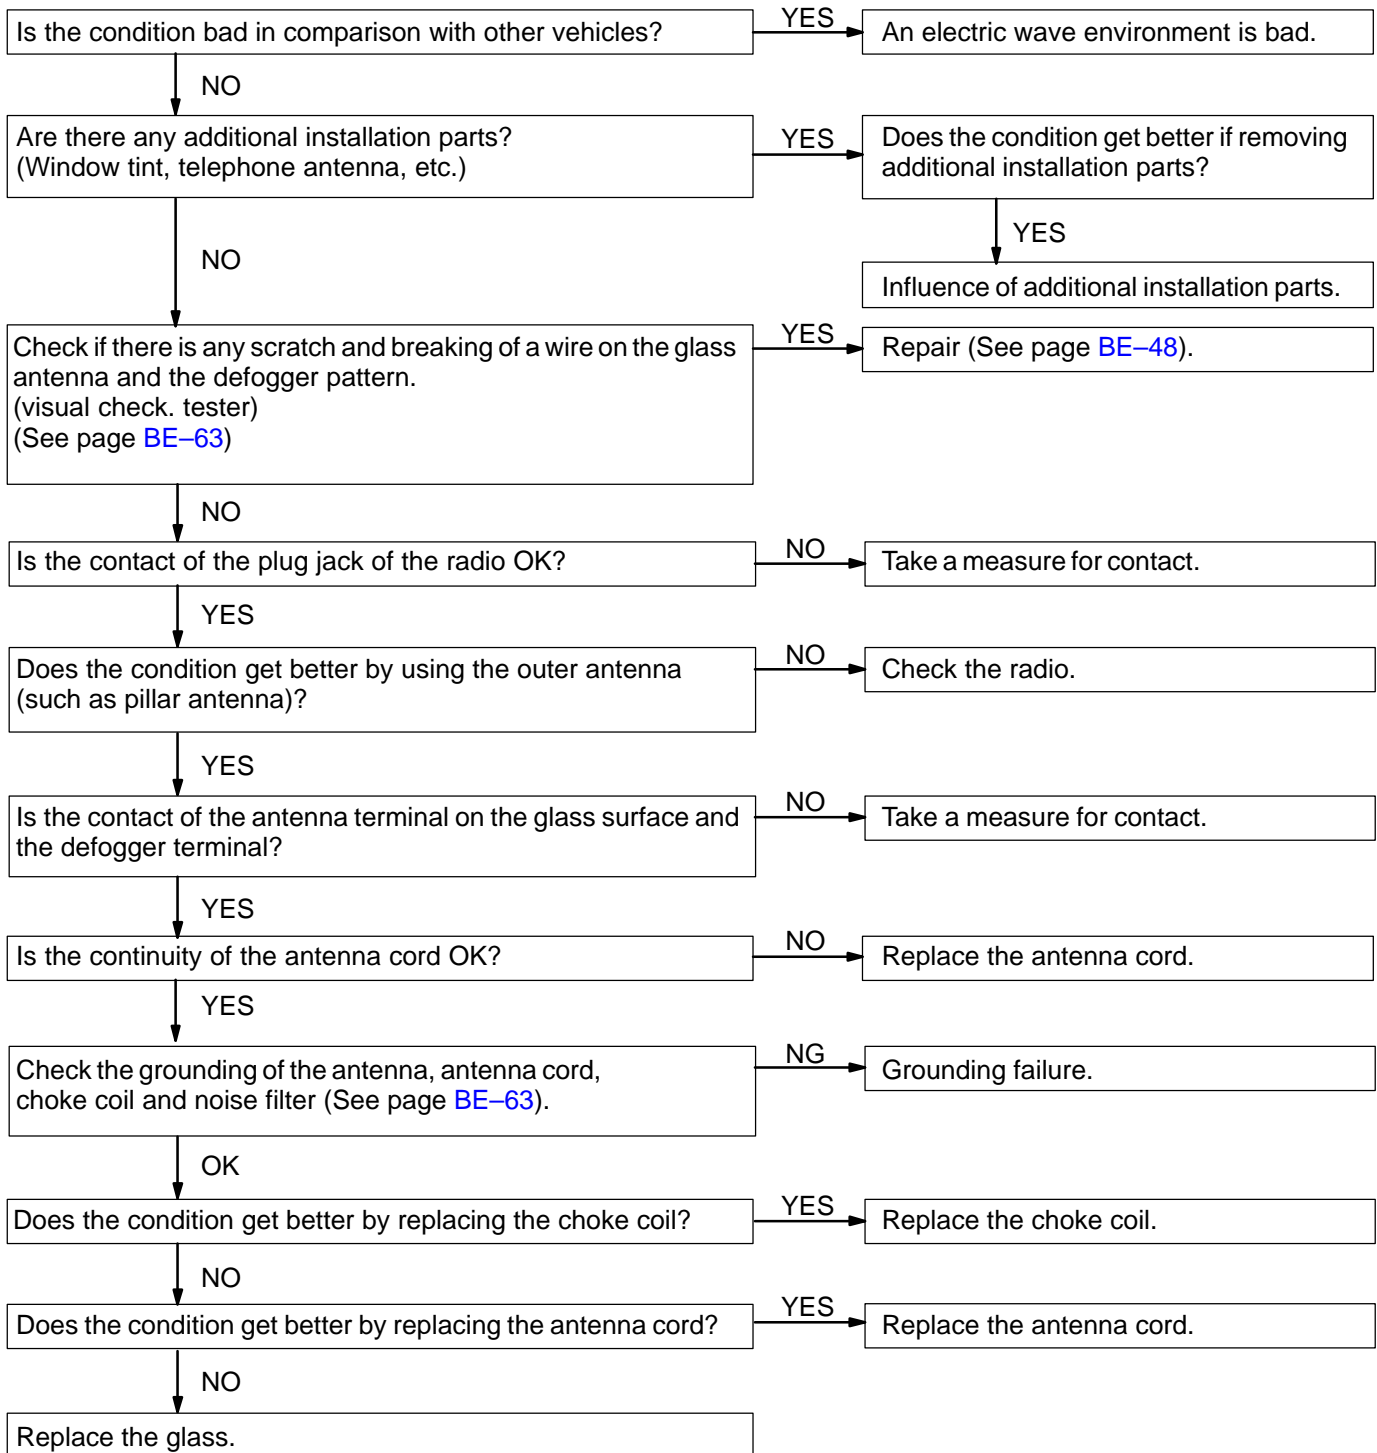 Is the condition bad in comparison with other vehicles?
YES
An electric wave environment is bad.
NO
Are there any additional installation parts?
(Window tint, telephone antenna, etc.)
YES
Does the condition get better if removing
additional installation parts?
YES
Influence of additional installation parts.
NO
Check if there is any scratch and breaking of a wire on the glass
antenna and the defogger pattern.
(visual check. tester)
(See page BE–63)
YES
Repair (See page BE–48).
NO
Is the contact of the plug jack of the radio OK?
NO
Take a measure for contact.
YES
Does the condition get better by using the outer antenna
(such as pillar antenna)?
NO
Check the radio.
YES
Is the contact of the antenna terminal on the glass surface and
the defogger terminal?
NO
Take a measure for contact.
YES
Is the continuity of the antenna cord OK?
NO
Replace the antenna cord.
YES
Check the grounding of the antenna, antenna cord,
choke coil and noise filter (See page BE–63).
NG
Grounding failure.
OK
Does the condition get better by replacing the choke coil?
YES
Replace the choke coil.
NO
Does the condition get better by replacing the antenna cord?
YES
Replace the antenna cord.
NO
Replace the glass.